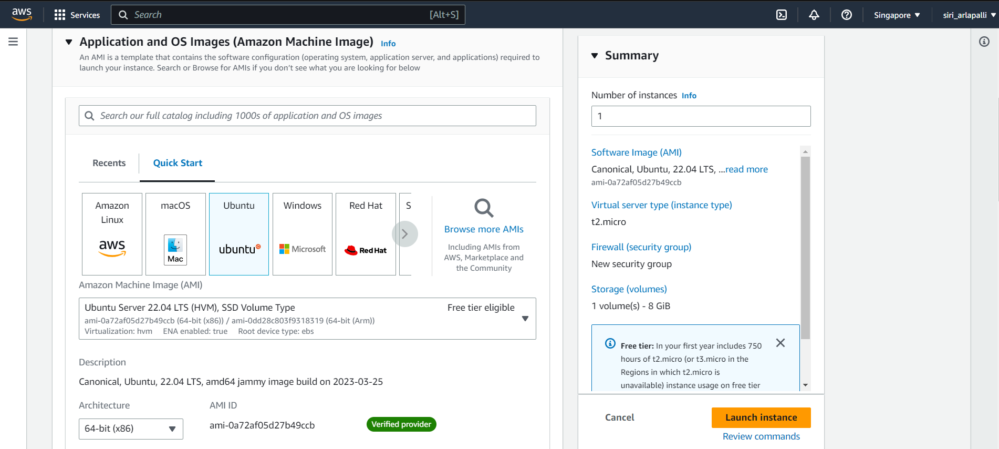 aws
Services
Search [Alt+S]
Singapore
siri_arlapalli
Application and OS Images (Amazon Machine Image) Info
An AMI is a template that contains the software configuration (operating system, application server, and applications) required to
launch your instance. Search or Browse for AMIs if you don't see what you are looking for below
Search our full catalog including 1000s of application and OS images
Recents
Quick Start
Amazon
Linux
aws
macOS
Mac
Ubuntu
ubuntu
Windows
Microsoft
Red Hat
Red Hat
S
Browse more AMIs
Including AMIs from
AWS, Marketplace and
the Community
Amazon Machine Image (AMI)
Ubuntu Server 22.04 LTS (HVM), SSD Volume Type Free tier eligible
ami-0a72af05d27b49ccb (64-bit (x86)) / ami-0dd28c803f9318319 (64-bit (Arm))
Virtualization: hvm ENA enabled: true Root device type: ebs
Description
Canonical, Ubuntu, 22.04 LTS, amd64 jammy image build on 2023-03-25
Architecture
64-bit (x86)
AMI ID
ami-0a72af05d27b49ccb
Verified provider
Summary
Number of instances Info
1
Software Image (AMI)
Canonical, Ubuntu, 22.04 LTS, ...read more
ami-0a72af05d27b49ccb
Virtual server type (instance type)
t2.micro
Firewall (security group)
New security group
Storage (volumes)
1 volume(s) - 8 GiB
Free tier: In your first year includes 750
hours of t2.micro (or t3.micro in the
Regions in which t2.micro is
unavailable) instance usage on free tier
Cancel
Launch instance
Review commands